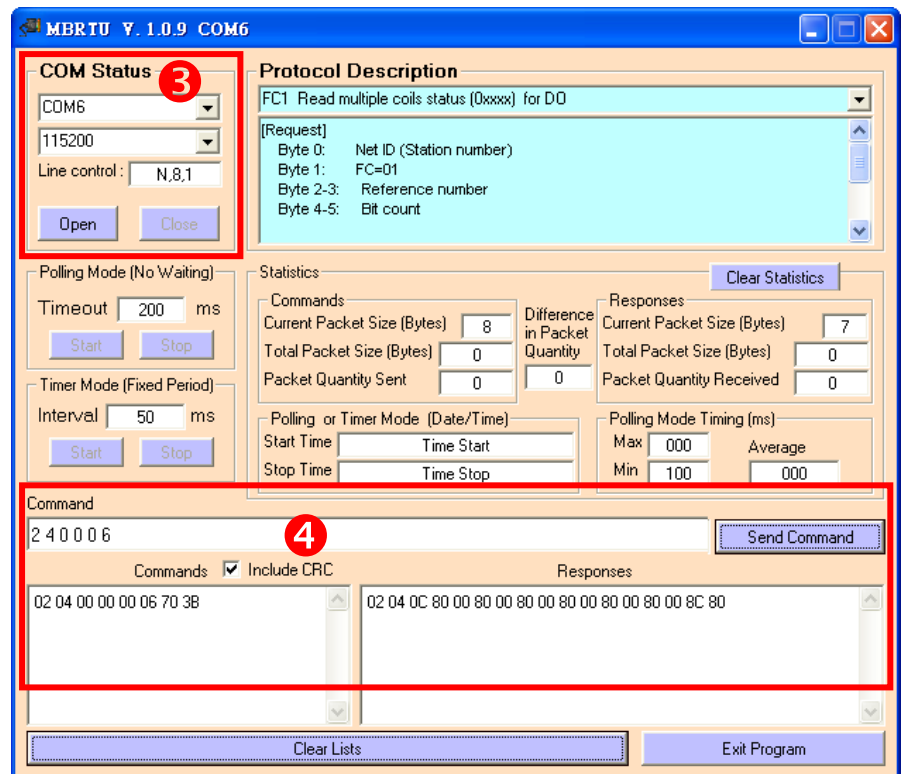 MBRTU V. 1.0.9 COM6
COM Status
3
COM6
115200
Line control : N,8,1
Open Close
Protocol Description
FC1 Read multiple coils status (0xxxx) for DO
[Request]
Byte 0: Net ID (Station number)
Byte 1: FC=01
Byte 2-3: Reference number
Byte 4-5: Bit count
Polling Mode (No Waiting)
Timeout 200 ms
Start Stop
Timer Mode (Fixed Period)
Interval 50 ms
Start Stop
Statistics
Clear Statistics
Commands
Current Packet Size (Bytes) 8
Total Packet Size (Bytes) 0
Packet Quantity Sent 0
Difference
in Packet
Quantity
0
Responses
Current Packet Size (Bytes) 7
Total Packet Size (Bytes) 0
Packet Quantity Received 0
Polling or Timer Mode (Date/Time)
Start Time Time Start
Stop Time Time Stop
Polling Mode Timing (ms)
Max 000 Average
Min 100 000
Command
2 4 0 0 0 6
4
Send Command
Commands Include CRC
Responses
02 04 00 00 00 06 70 3B
02 04 0C 80 00 80 00 80 00 80 00 80 00 80 00 8C 80
Clear Lists
Exit Program